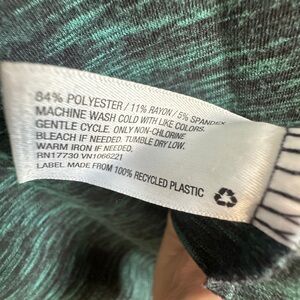 84% POLYESTER / 11% RAYON / 5% SPANDEX
MACHINE WASH COLD WITH LIKE COLORS.
GENTLE CYCLE. ONLY NON-CHLORINE
BLEACH IF NEEDED. TUMBLE DRY LOW.
WARM IRON IF NEEDED.
RN17730 VN1066221
LABEL MADE FROM 100% RECYCLED PLASTIC